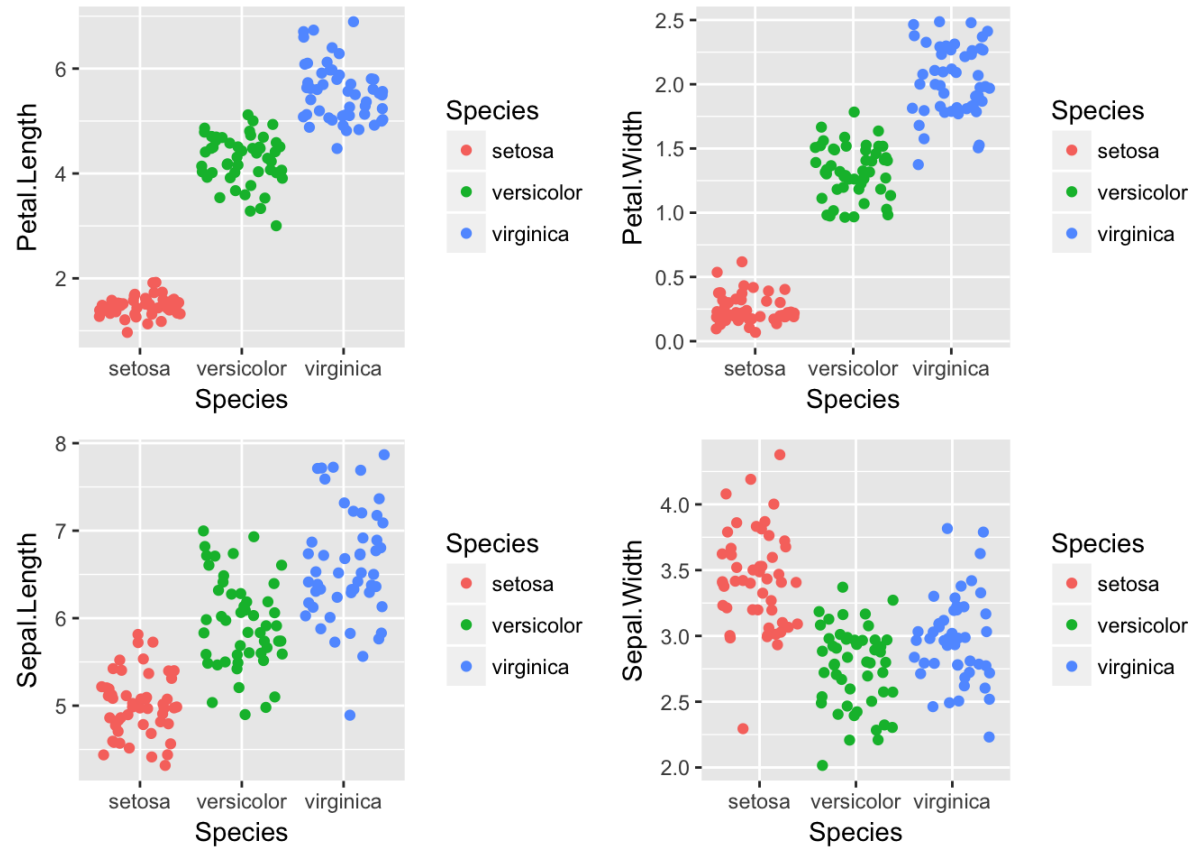 Petal.Length
6
4
2
setosa versicolor virginica
Species
Species
setosa
versicolor
virginica
Petal.Width
2.5
2.0
1.5
1.0
0.5
0.0
setosa versicolor virginica
Species
Species
setosa
versicolor
virginica
Sepal.Length
8
7
6
5
setosa versicolor virginica
Species
Species
setosa
versicolor
virginica
Sepal.Width
4.0
3.5
3.0
2.5
2.0
setosa versicolor virginica
Species
Species
setosa
versicolor
virginica